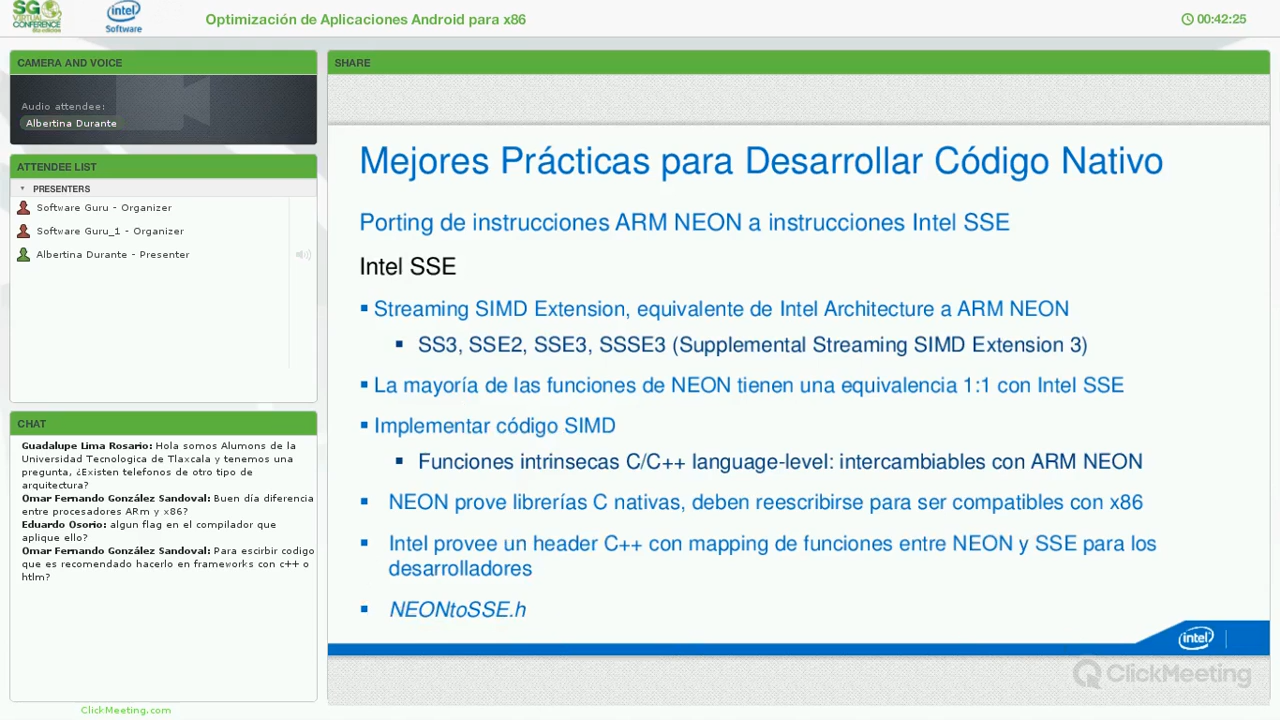 SG
VIRTUAL
CONFERENCE
intel
Software
Optimización de Aplicaciones Android para x86
00:42:25
CAMERA AND VOICE
Audio attendee:
Albertina Durante
ATTENDEE LIST
PRESENTERS
Software Guru - Organizer
Software Guru_1 - Organizer
Albertina Durante - Presenter
CHAT
Guadalupe Lima Rosario: Hola somos Alumons de la
Universidad Tecnologica de Tlaxcala y tenemos una
pregunta, ¿Existen telefonos de otro tipo de
arquitectura?
Omar Fernando González Sandoval: Buen día diferencia
entre procesadores ARm y x86?
Eduardo Osorio: algun flag en el compilador que
aplique ello?
Omar Fernando González Sandoval: Para escirbir codigo
que es recomendado hacerlo en frameworks con c++ o
htlm?
ClickMeeting.com
SHARE
Mejores Prácticas para Desarrollar Código Nativo
Porting de instrucciones ARM NEON a instrucciones Intel SSE
Intel SSE
▪ Streaming SIMD Extension, equivalente de Intel Architecture a ARM NEON
▪ SS3, SSE2, SSE3, SSSE3 (Supplemental Streaming SIMD Extension 3)
▪ La mayoría de las funciones de NEON tienen una equivalencia 1:1 con Intel SSE
▪ Implementar código SIMD
▪ Funciones intrinsecas C/C++ language-level: intercambiables con ARM NEON
▪ NEON prove librerías C nativas, deben reescribirse para ser compatibles con x86
▪ Intel provee un header C++ con mapping de funciones entre NEON y SSE para los
desarrolladores
▪ NEONtoSSE.h
intel
ClickMeeting